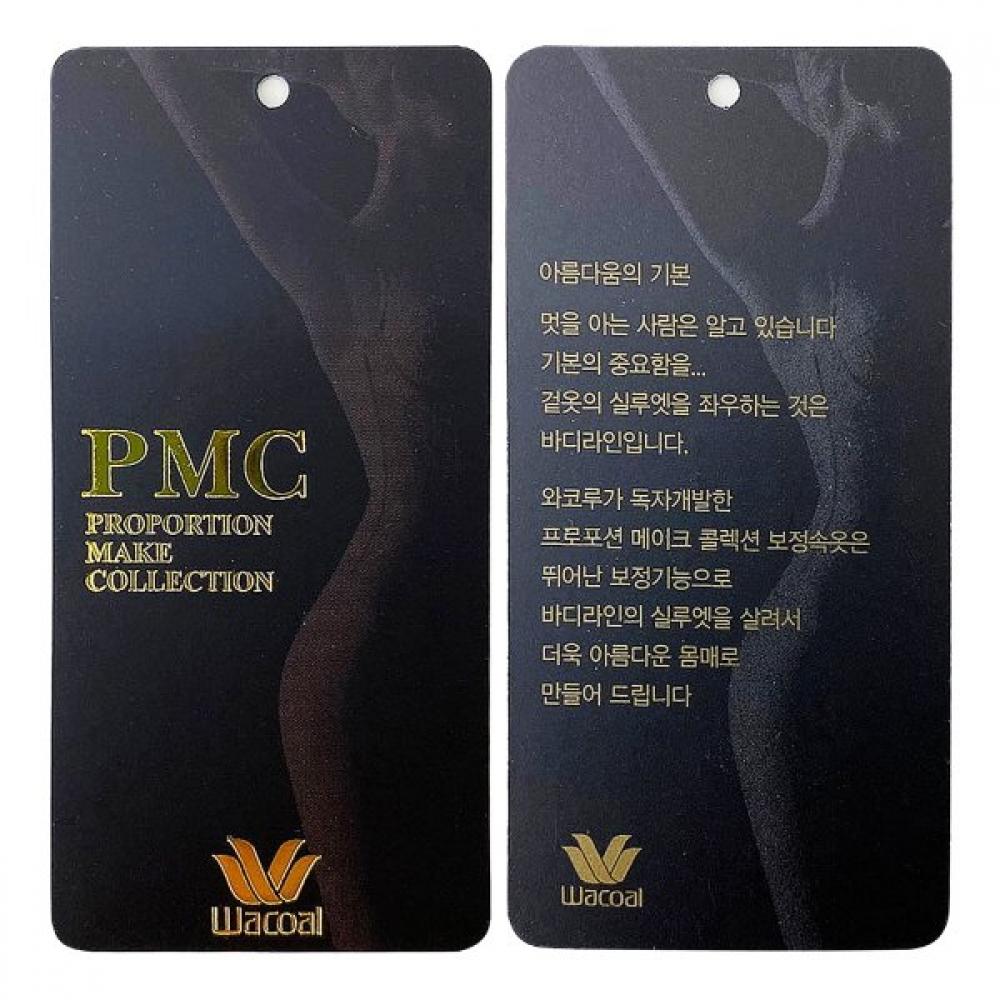 PMC
PROPORTION
MAKE
COLLECTION
Wacoal
아름다움의 기본
멋을 아는 사람은 알고 있습니다
기본의 중요함을...
겉옷의 실루엣을 좌우하는 것은
바디라인입니다.
와코루가 독자개발한
프로포션 메이크 콜렉션 보정속옷은
뛰어난 보정기능으로
바디라인의 실루엣을 살려서
더욱 아름다운 몸매로
만들어 드립니다
Wacoal